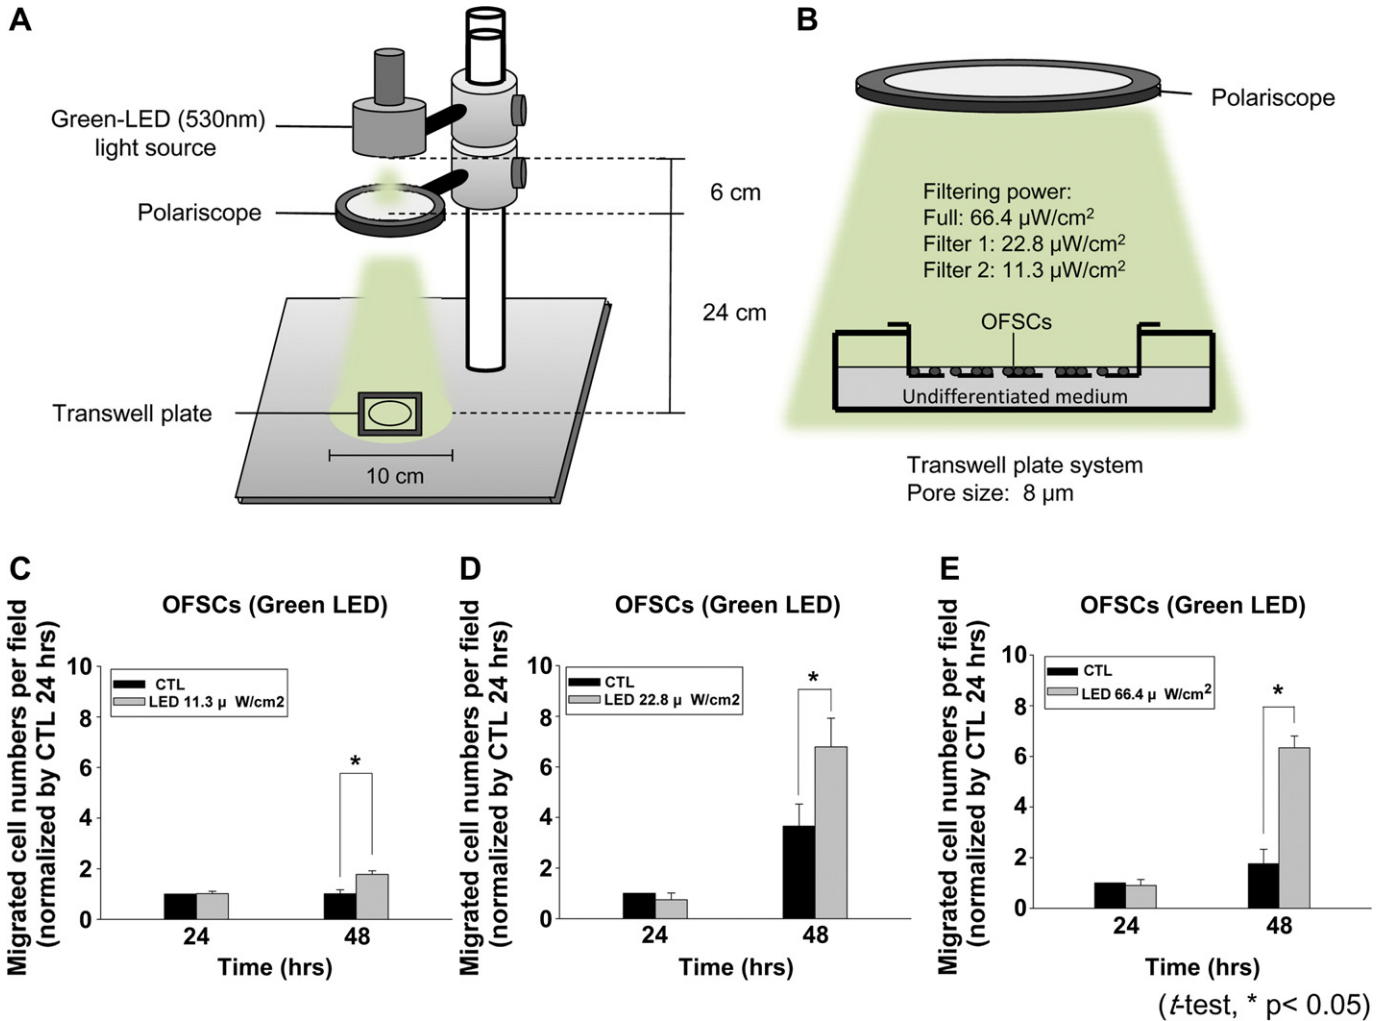 A
Green-LED (530nm)
light source
Polariscope
Transwell plate
6 cm
24 cm
10 cm
B
Polariscope
Filtering power:
Full: 66.4 µW/cm²
Filter 1: 22.8 µW/cm²
Filter 2: 11.3 µW/cm²
OFSCs
Undifferentiated medium
Transwell plate system
Pore size: 8 µm
C
OFSCs (Green LED)
Migrated cell numbers per field
(normalized by CTL 24 hrs)
10
8
6
4
2
0
CTL
LED 11.3 µ W/cm2
*
24
48
Time (hrs)
D
OFSCs (Green LED)
Migrated cell numbers per field
(normalized by CTL 24 hrs)
10
8
6
4
2
0
CTL
LED 22.8 µ W/cm2
*
24
48
Time (hrs)
E
OFSCs (Green LED)
Migrated cell numbers per field
(normalized by CTL 24 hrs)
10
8
6
4
2
0
CTL
LED 66.4 µ W/cm²
*
24
48
Time (hrs)
(t-test, * p< 0.05)